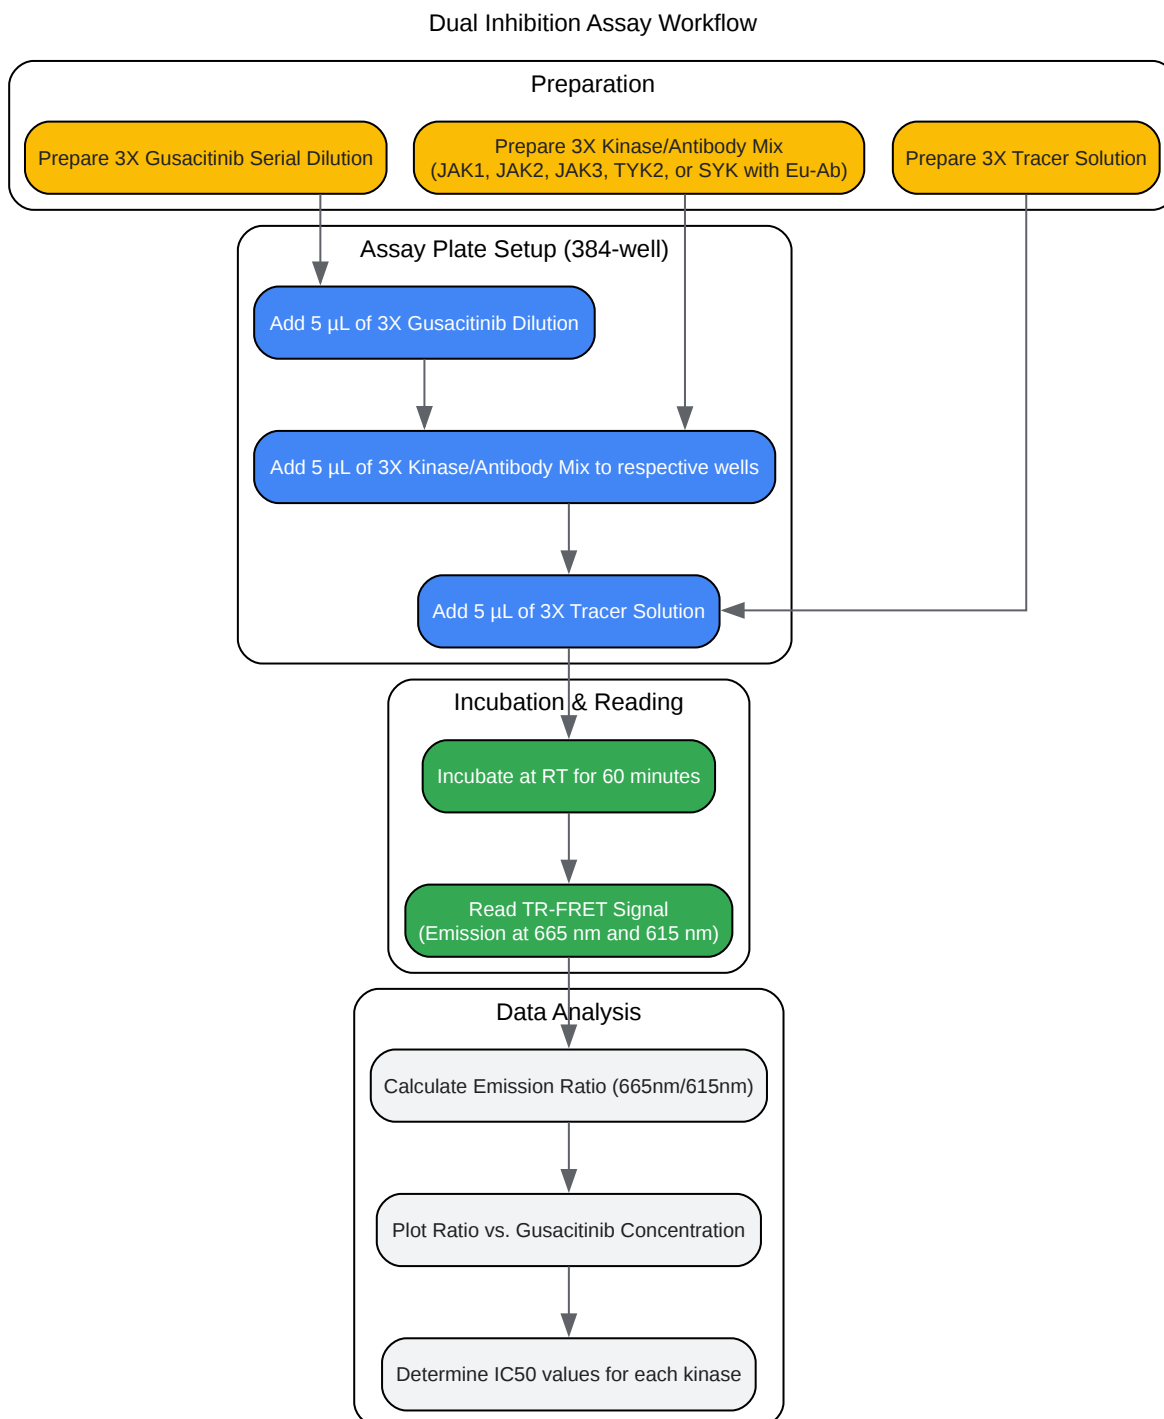 Dual Inhibition Assay Workflow
Preparation
Prepare 3X Gusacitinib Serial Dilution
Prepare 3X Kinase/Antibody Mix
(JAK1, JAK2, JAK3, TYK2, or SYK with Eu-Ab)
Prepare 3X Tracer Solution
Assay Plate Setup (384-well)
Add 5 µL of 3X Gusacitinib Dilution
Add 5 µL of 3X Kinase/Antibody Mix to respective wells
Add 5 µL of 3X Tracer Solution
Incubation & Reading
Incubate at RT for 60 minutes
Read TR-FRET Signal
(Emission at 665 nm and 615 nm)
Data Analysis
Calculate Emission Ratio (665nm/615nm)
Plot Ratio vs. Gusacitinib Concentration
Determine IC50 values for each kinase